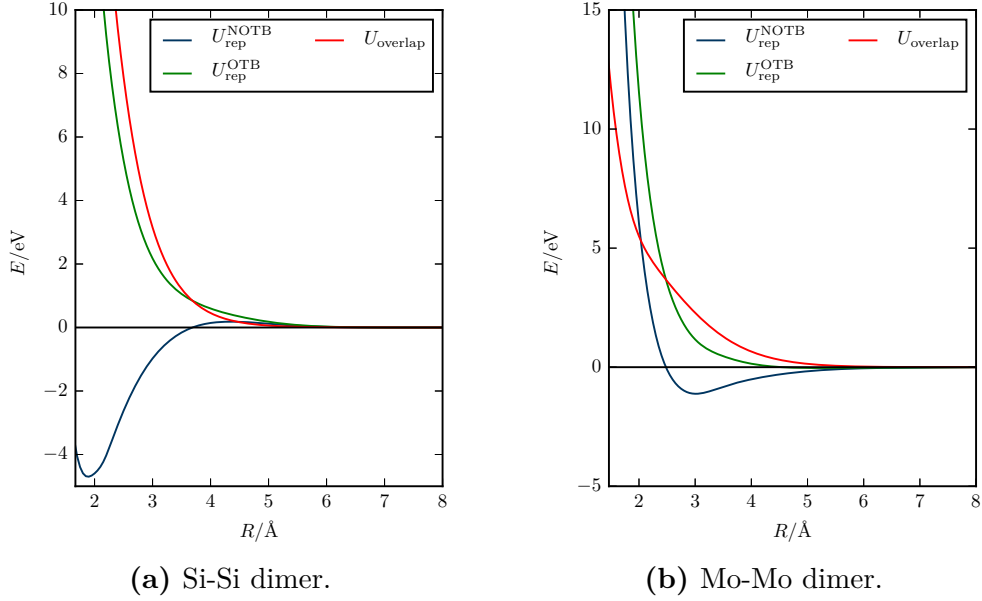 10
8
6
4
2
0
−2
−4
E/eV
2 3 4 5 6 7 8
R/Å
U_rep^NOTB U_overlap
U_rep^OTB
(a) Si-Si dimer.
15
10
5
0
−5
E/eV
2 3 4 5 6 7 8
R/Å
U_rep^NOTB U_overlap
U_rep^OTB
(b) Mo-Mo dimer.